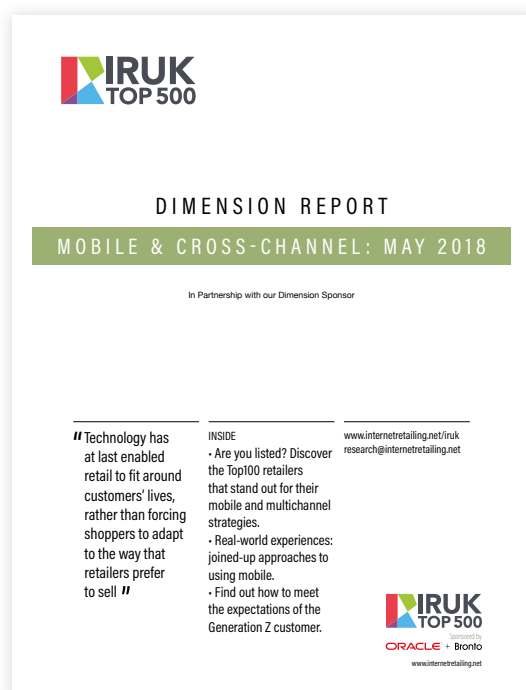 IRUK
TOP 500
DIMENSION REPORT
MOBILE & CROSS-CHANNEL: MAY 2018
In Partnership with our Dimension Sponsor
" Technology has
at last enabled
retail to fit around
customers' lives,
rather than forcing
shoppers to adapt
to the way that
retailers prefer
to sell "
INSIDE
• Are you listed? Discover
the Top100 retailers
that stand out for their
mobile and multichannel
strategies.
• Real-world experiences:
joined-up approaches to
using mobile.
• Find out how to meet
the expectations of the
Generation Z customer.
www.internetretailing.net/iruk
research@internetretailing.net
IRUK
TOP 500
Sponsored by
ORACLE + Bronto
www.internetretailing.net